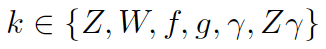 k ∈ {Z, W, f, g, γ, Zγ}